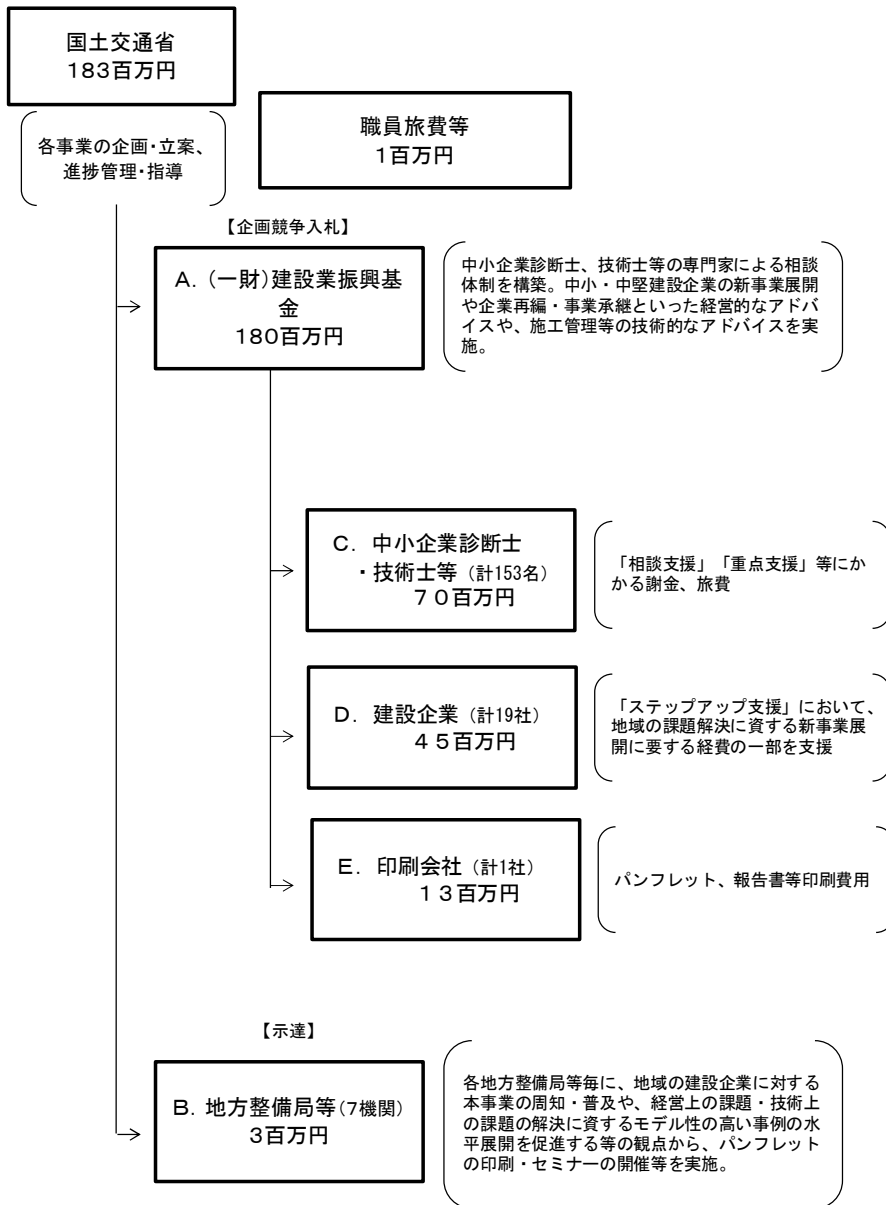 国土交通省
183百万円
各事業の企画・立案、
進捗管理・指導
職員旅費等
1百万円
【企画競争入札】
A.(一財)建設業振興基
金
180百万円
中小企業診断士、技術士等の専門家による相談
体制を構築。中小・中堅建設企業の新事業展開
や企業再編・事業承継といった経営的なアドバ
イスや、施工管理等の技術的なアドバイスを実
施。
C. 中小企業診断士
・技術士等(計153名)
70百万円
「相談支援」「重点支援」等にか
かる謝金、旅費
D. 建設企業(計19社)
45百万円
「ステップアップ支援」において、
地域の課題解決に資する新事業展
開に要する経費の一部を支援
E. 印刷会社(計1社)
13百万円
パンフレット、報告書等印刷費用
【示達】
B. 地方整備局等(7機関)
3百万円
各地方整備局等毎に、地域の建設企業に対する
本事業の周知・普及や、経営上の課題・技術上
の課題の解決に資するモデル性の高い事例の水
平展開を促進する等の観点から、パンフレット
の印刷・セミナーの開催等を実施。